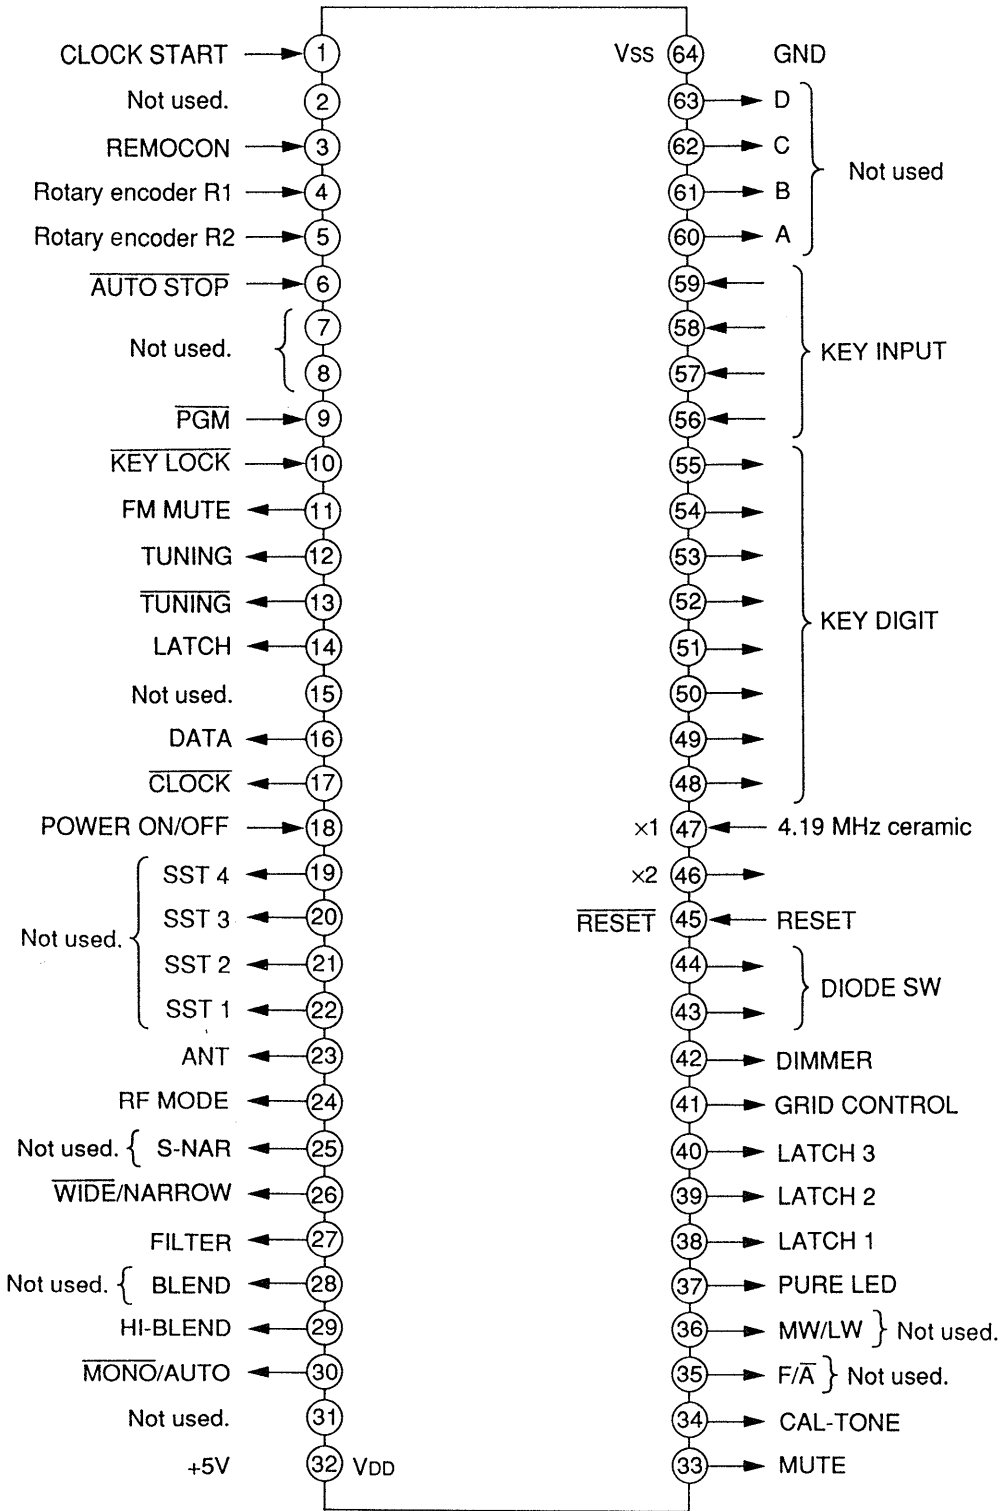 CLOCK START 1 Vss 64 GND
Not used. 2 63 D
REMOCON 3 62 C
Not used
Rotary encoder R1 4 61 B
Rotary encoder R2 5 60 A
AUTO STOP 6 59
7 58
Not used. KEY INPUT
8 57
PGM 9 56
KEY LOCK 10 55
FM MUTE 11 54
TUNING 12 53
TUNING 13 52
KEY DIGIT
LATCH 14 51
Not used. 15 50
DATA 16 49
CLOCK 17 48
POWER ON/OFF 18 ×1 47 4.19 MHz ceramic
SST 4 19 ×2 46
SST 3 20 RESET 45 RESET
Not used.
SST 2 21 44
DIODE SW
SST 1 22 43
ANT 23 42 DIMMER
RF MODE 24 41 GRID CONTROL
Not used. { S-NAR 25 40 LATCH 3
WIDE/NARROW 26 39 LATCH 2
FILTER 27 38 LATCH 1
Not used. { BLEND 28 37 PURE LED
HI-BLEND 29 36 MW/LW } Not used.
MONO/AUTO 30 35 F/A } Not used.
Not used. 31 34 CAL-TONE
+5V 32 VDD 33 MUTE